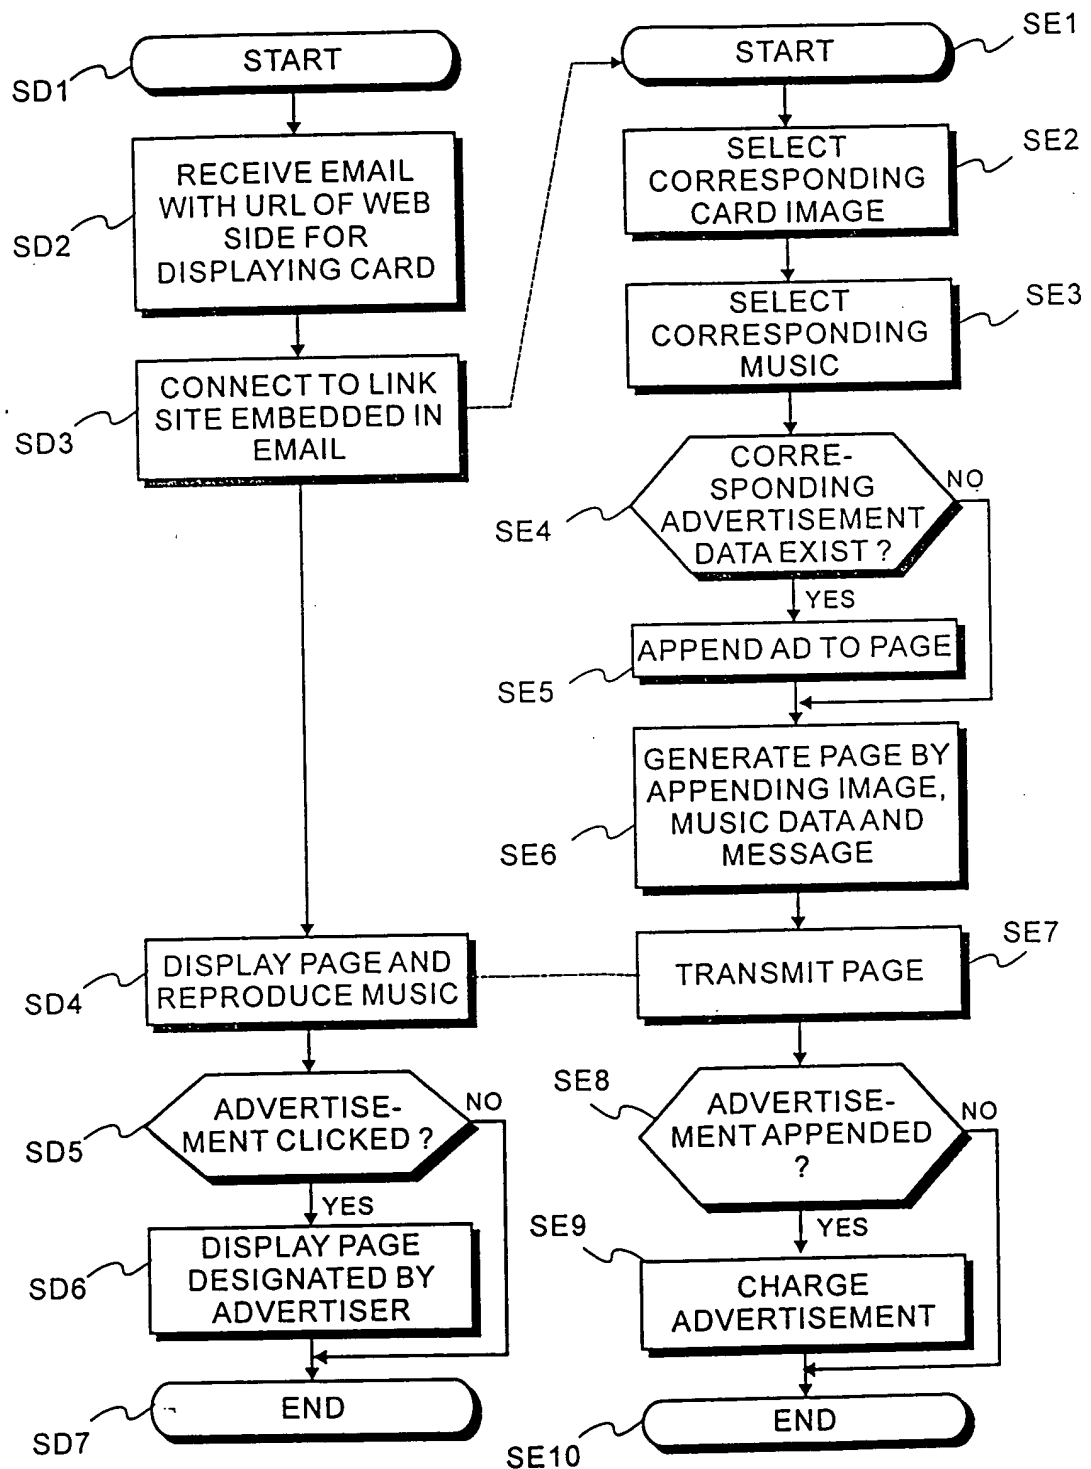 START
SD1
RECEIVE EMAIL
WITH URL OF WEB
SIDE FOR
DISPLAYING CARD
SD2
CONNECT TO LINK
SITE EMBEDDED IN
EMAIL
SD3
DISPLAY PAGE AND
REPRODUCE MUSIC
SD4
ADVERTISE-
MENT CLICKED ?
NO
SD5
YES
DISPLAY PAGE
DESIGNATED BY
ADVERTISER
SD6
END
SD7
START
SE1
SELECT
CORRESPONDING
CARD IMAGE
SE2
SELECT
CORRESPONDING
MUSIC
SE3
CORRE-
SPONDING
ADVERTISEMENT
DATA EXIST ?
NO
SE4
YES
APPEND AD TO PAGE
SE5
GENERATE PAGE BY
APPENDING IMAGE,
MUSIC DATA AND
MESSAGE
SE6
TRANSMIT PAGE
SE7
ADVERTISE-
MENT APPENDED
?
NO
SE8
YES
CHARGE
ADVERTISEMENT
SE9
END
SE10